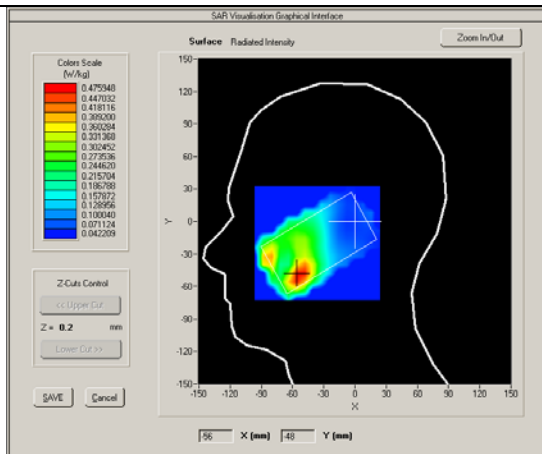 SAR Visualisation Graphical Interface
Surface Radiated Intensity
Zoom In/Out
Colors Scale
(W/kg)
0.475948
0.447032
0.418116
0.389200
0.360284
0.331368
0.302452
0.273536
0.244620
0.215704
0.186788
0.157872
0.128956
0.100040
0.071124
0.042209
Z-Cuts Control
<< Upper Cut
Z = 0.2 mm
Lower Cut >>
SAVE Cancel
150
120
90
60
30
0
-30
-60
-90
-120
-150
Y
-150 -120 -90 -60 -30 0 30 60 90 120 150
X
-56 X (mm) -48 Y (mm)